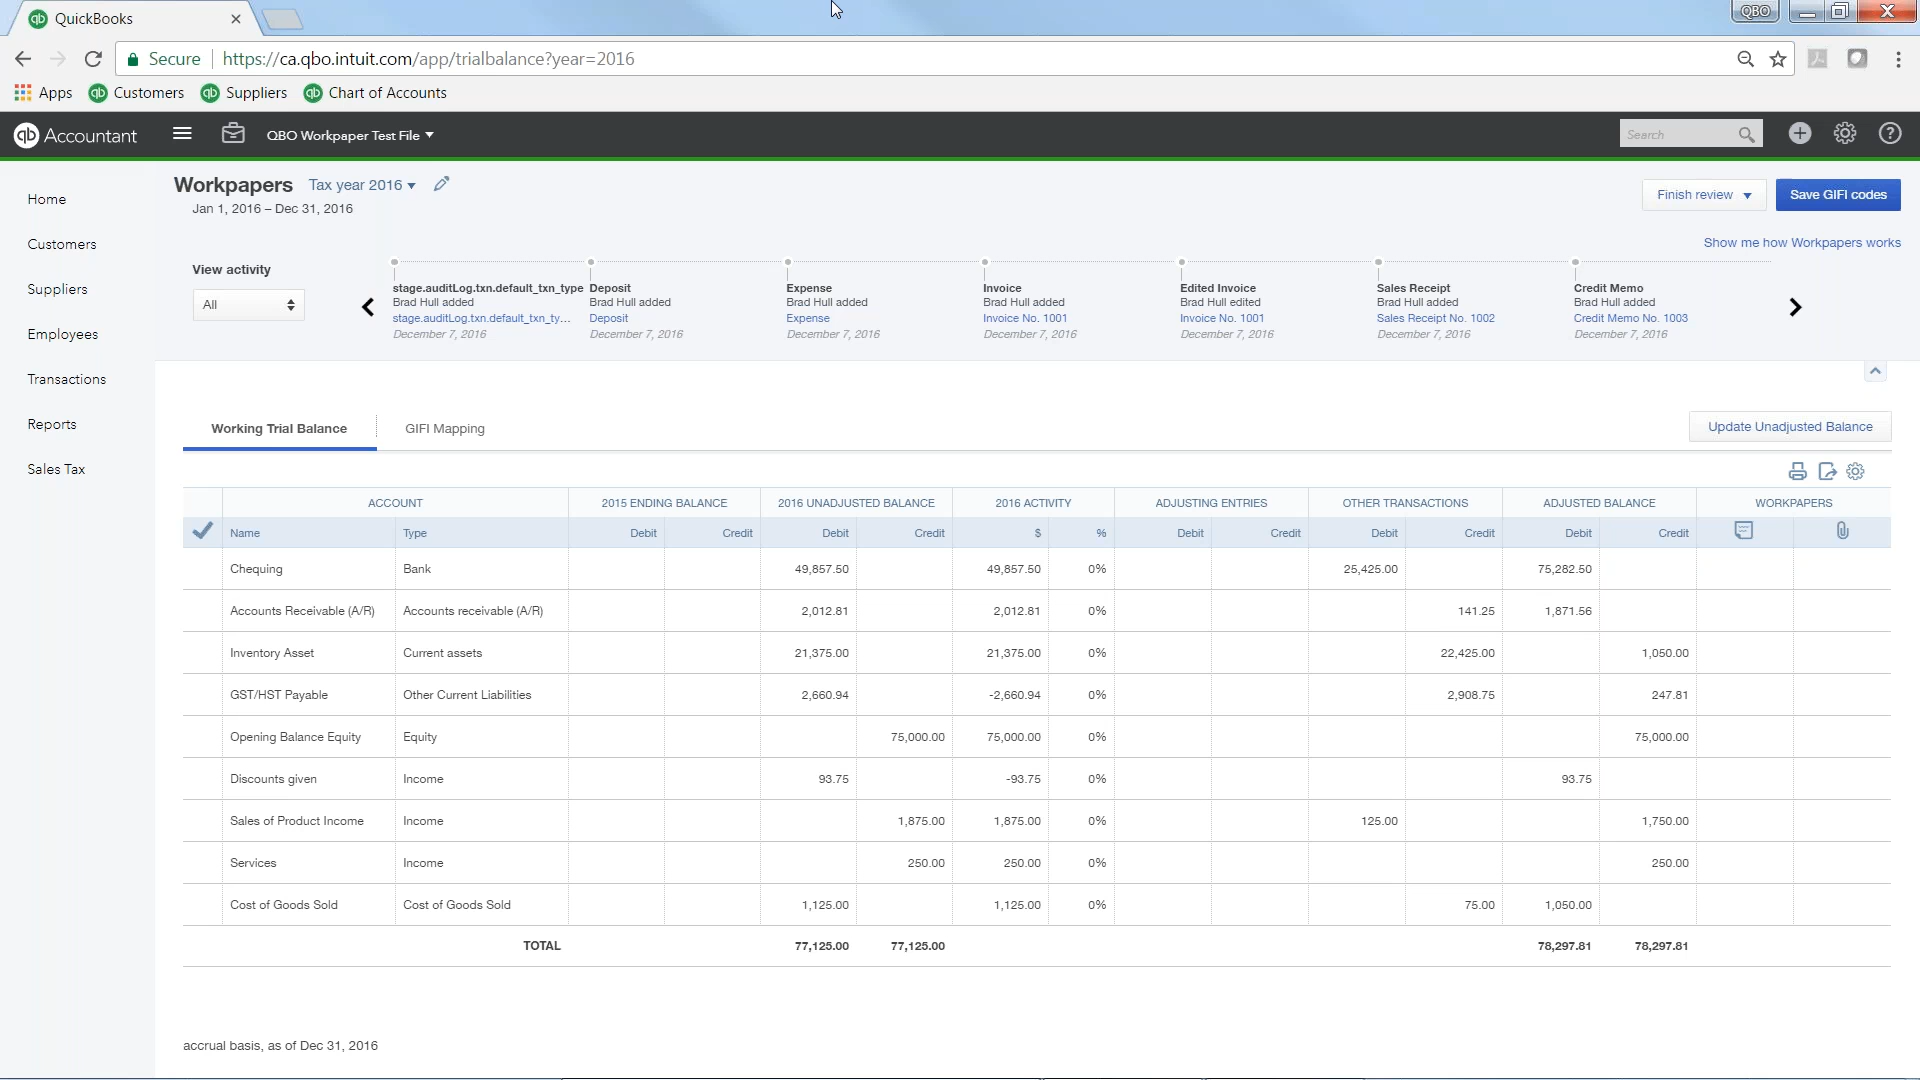 QuickBooks
QBO
Secure https://ca.qbo.intuit.com/app/trialbalance?year=2016
Apps Customers Suppliers Chart of Accounts
qb Accountant QBO Workpaper Test File Search
Home
Customers
Suppliers
Employees
Transactions
Reports
Sales Tax
Workpapers Tax year 2016
Jan 1, 2016 – Dec 31, 2016
Finish review Save GIFI codes
Show me how Workpapers works
View activity
All
stage.auditLog.txn.default_txn_type Deposit Expense Invoice Edited Invoice Sales Receipt Credit Memo
Brad Hull added Brad Hull added Brad Hull added Brad Hull added Brad Hull edited Brad Hull added Brad Hull added
stage.auditLog.txn.default_txn_ty... Deposit Expense Invoice No. 1001 Invoice No. 1001 Sales Receipt No. 1002 Credit Memo No. 1003
December 7, 2016 December 7, 2016 December 7, 2016 December 7, 2016 December 7, 2016 December 7, 2016 December 7, 2016
Working Trial Balance GIFI Mapping Update Unadjusted Balance
ACCOUNT 2015 ENDING BALANCE 2016 UNADJUSTED BALANCE 2016 ACTIVITY ADJUSTING ENTRIES OTHER TRANSACTIONS ADJUSTED BALANCE WORKPAPERS
Name Type Debit Credit Debit Credit $ % Debit Credit Debit Credit Debit Credit
Chequing Bank 49,857.50 49,857.50 0% 25,425.00 75,282.50
Accounts Receivable (A/R) Accounts receivable (A/R) 2,012.81 2,012.81 0% 141.25 1,871.56
Inventory Asset Current assets 21,375.00 21,375.00 0% 22,425.00 1,050.00
GST/HST Payable Other Current Liabilities 2,660.94 -2,660.94 0% 2,908.75 247.81
Opening Balance Equity Equity 75,000.00 75,000.00 0% 75,000.00
Discounts given Income 93.75 -93.75 0% 93.75
Sales of Product Income Income 1,875.00 1,875.00 0% 125.00 1,750.00
Services Income 250.00 250.00 0% 250.00
Cost of Goods Sold Cost of Goods Sold 1,125.00 1,125.00 0% 75.00 1,050.00
TOTAL 77,125.00 77,125.00 78,297.81 78,297.81
accrual basis, as of Dec 31, 2016